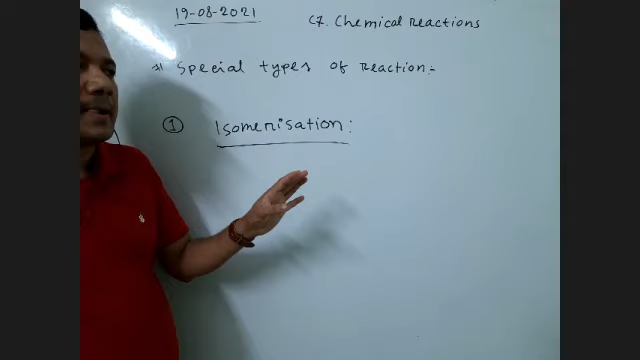 19-08-2021
C7. Chemical Reactions
Special types of Reaction:-
① Isomerisation: